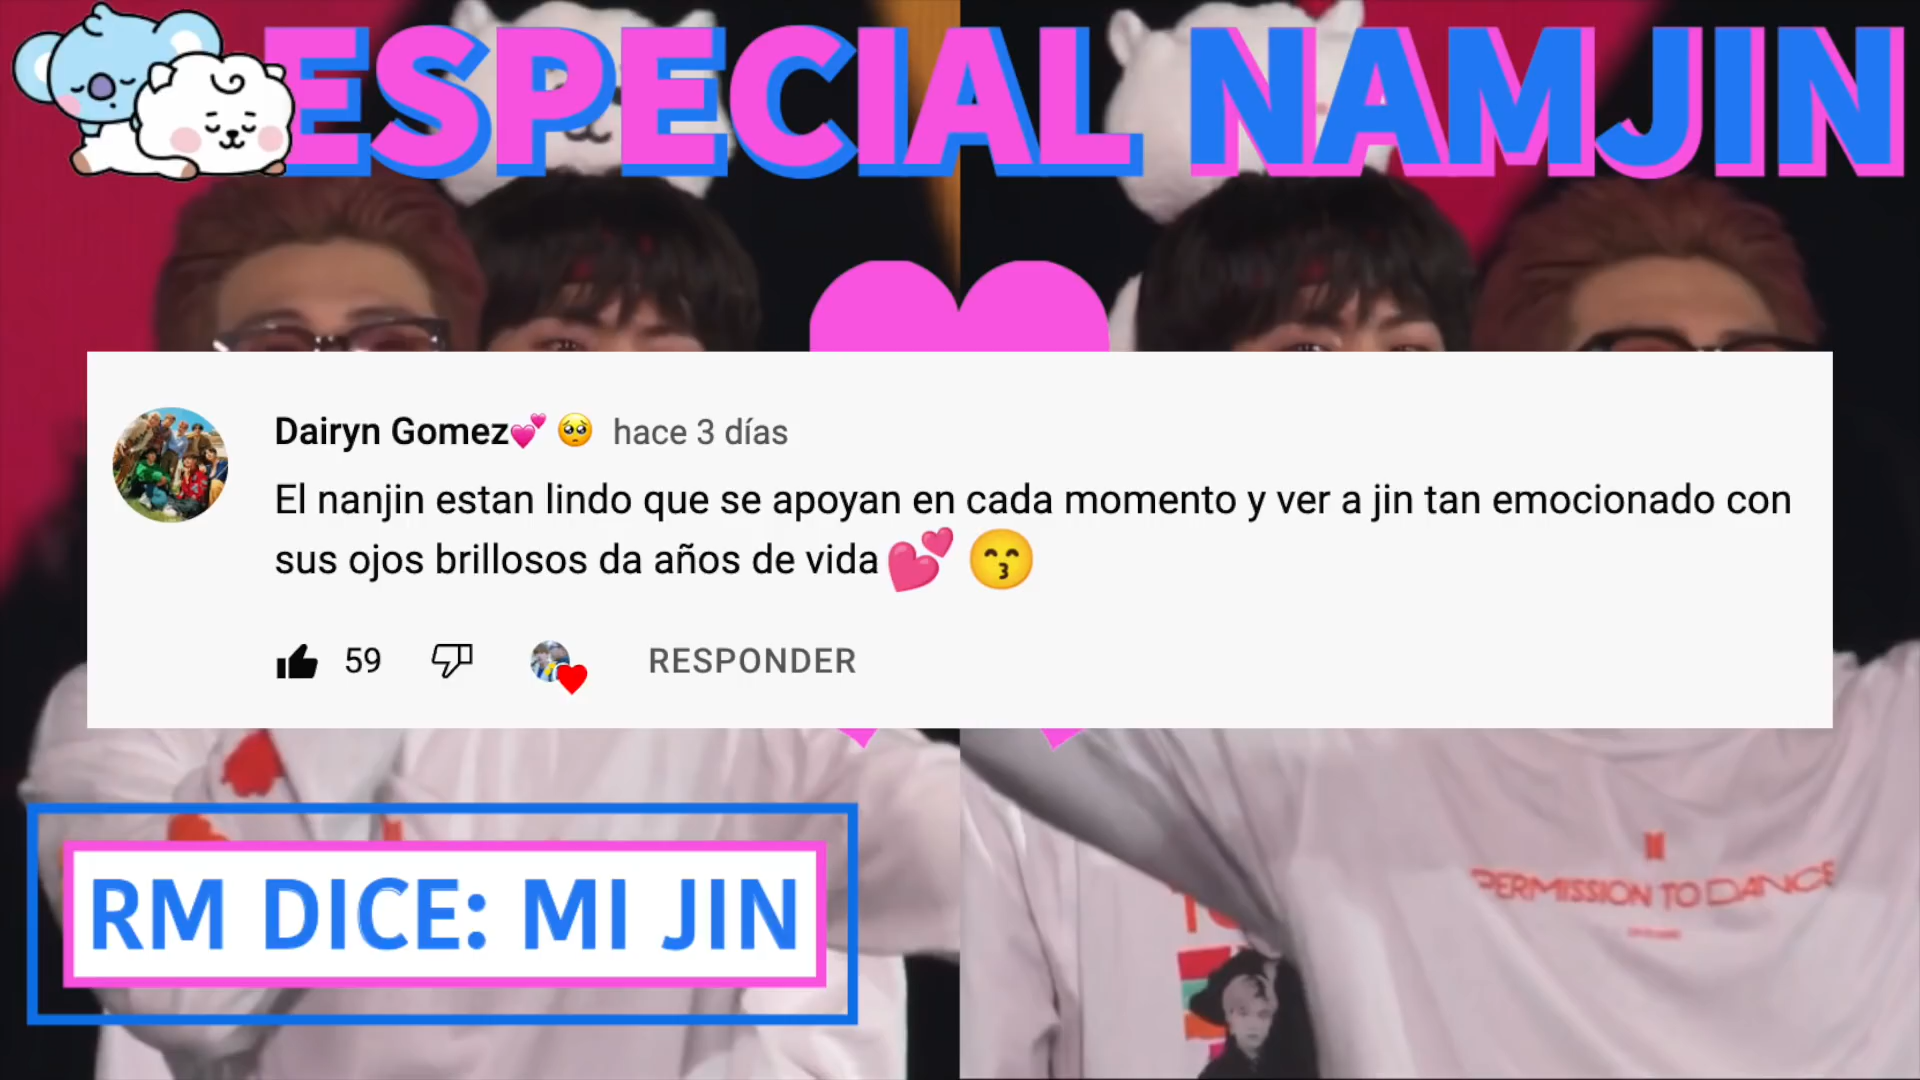 ESPECIAL NAMJIN
Dairyn Gomez💕 🥺 hace 3 días
El nanjin estan lindo que se apoyan en cada momento y ver a jin tan emocionado con
sus ojos brillosos da años de vida💕 😙
59
RESPONDER
RM DICE: MI JIN
PERMISSION TO DANCE